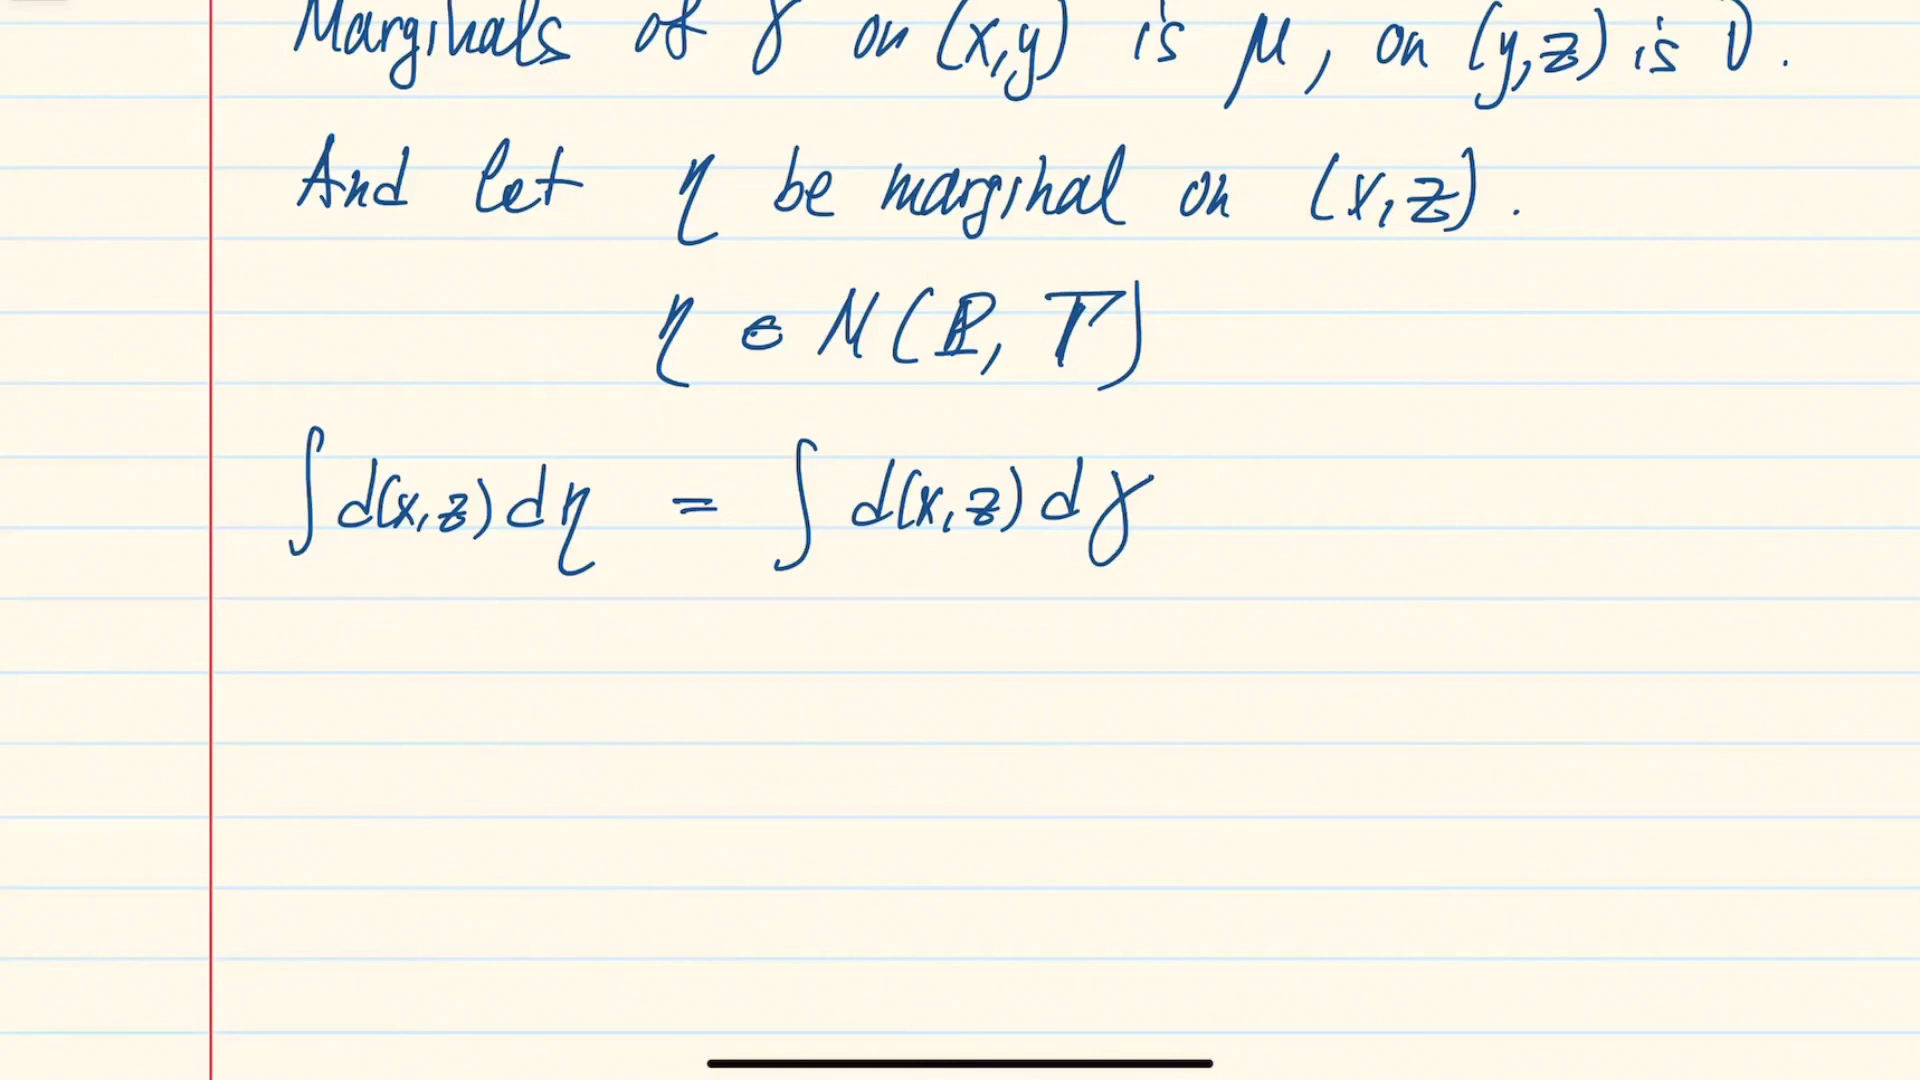 Marginals of γ on (x,y) is μ, on (y,z) is ν.
And let η be marginal on (x,z).
η ∈ M(ℙ, T)
∫ d(x,z) dη = ∫ d(x,z) dγ